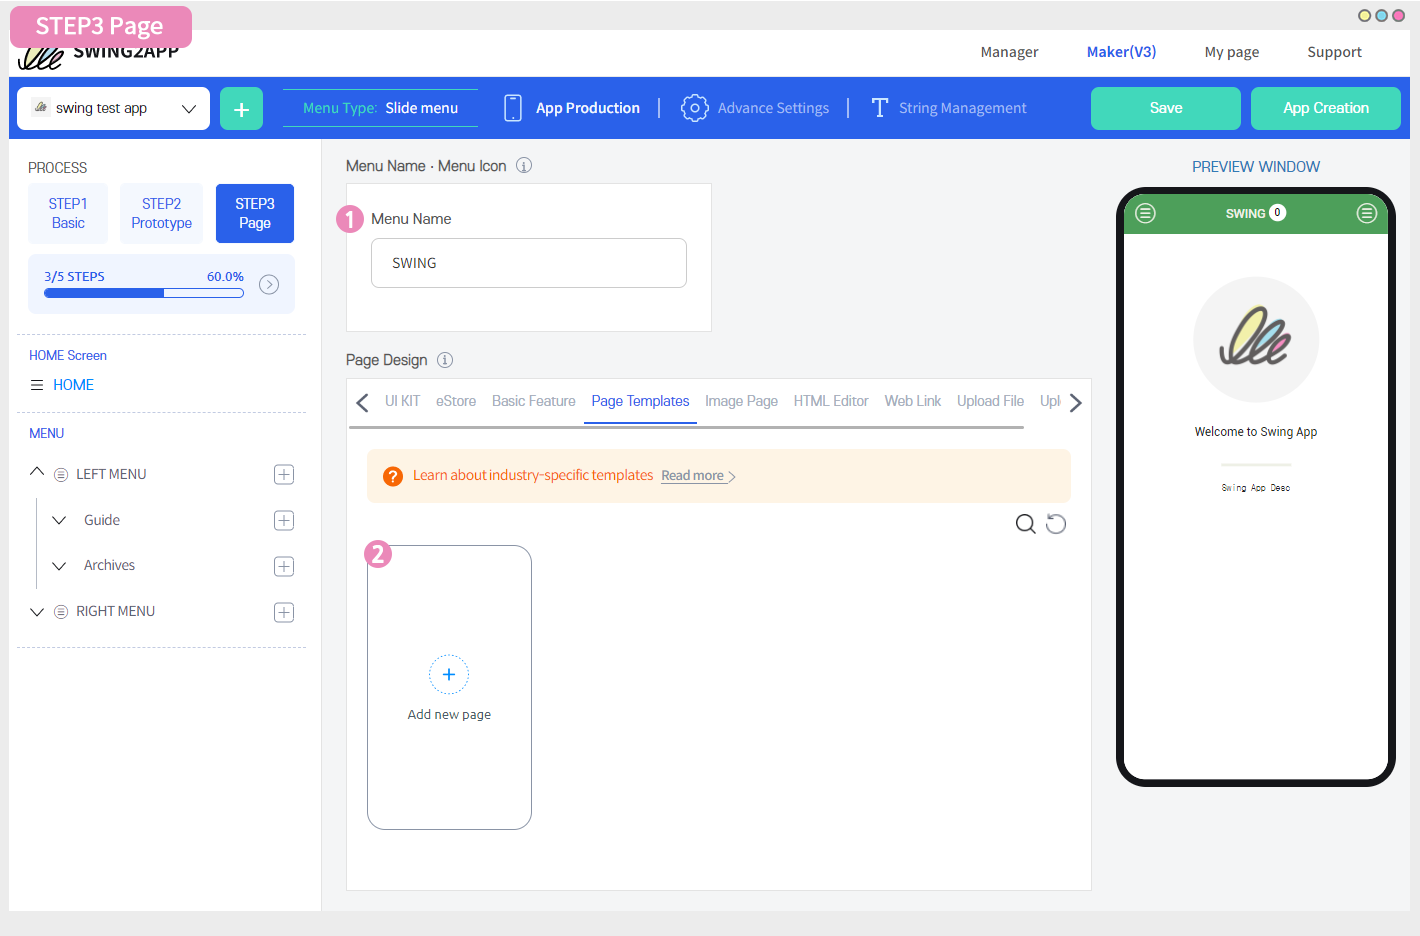 STEP3 Page
SWING2APP
Manager
Maker(V3)
My page
Support
swing test app
Menu Type: Slide menu
App Production
Advance Settings
String Management
Save
App Creation
PROCESS
STEP1
Basic
STEP2
Prototype
STEP3
Page
3/5 STEPS
60.0%
HOME Screen
HOME
MENU
LEFT MENU
Guide
Archives
RIGHT MENU
Menu Name · Menu Icon
1
Menu Name
SWING
Page Design
UI KIT
eStore
Basic Feature
Page Templates
Image Page
HTML Editor
Web Link
Upload File
Upl
Learn about industry-specific templates
Read more
2
Add new page
PREVIEW WINDOW
SWING 0
Welcome to Swing App
Swing App Desc